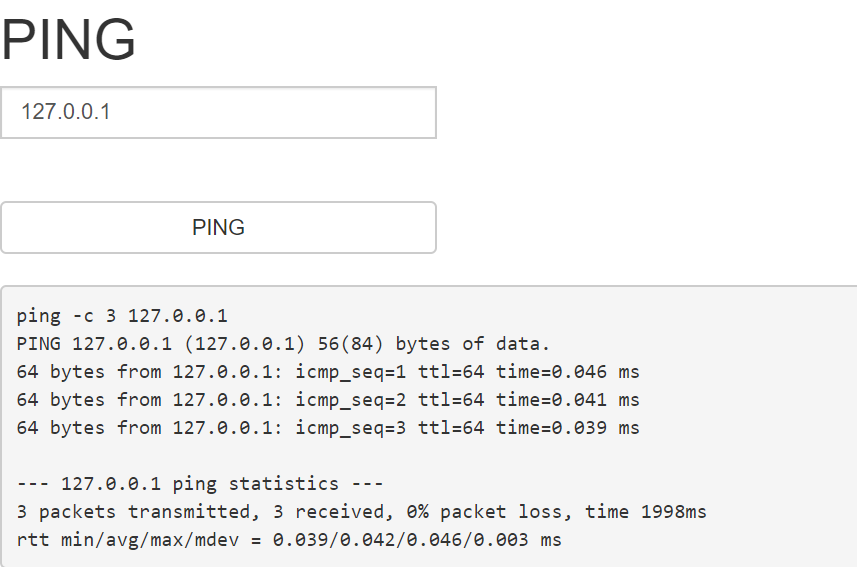 PING
127.0.0.1
PING
ping -c 3 127.0.0.1
PING 127.0.0.1 (127.0.0.1) 56(84) bytes of data.
64 bytes from 127.0.0.1: icmp_seq=1 ttl=64 time=0.046 ms
64 bytes from 127.0.0.1: icmp_seq=2 ttl=64 time=0.041 ms
64 bytes from 127.0.0.1: icmp_seq=3 ttl=64 time=0.039 ms
--- 127.0.0.1 ping statistics ---
3 packets transmitted, 3 received, 0% packet loss, time 1998ms
rtt min/avg/max/mdev = 0.039/0.042/0.046/0.003 ms